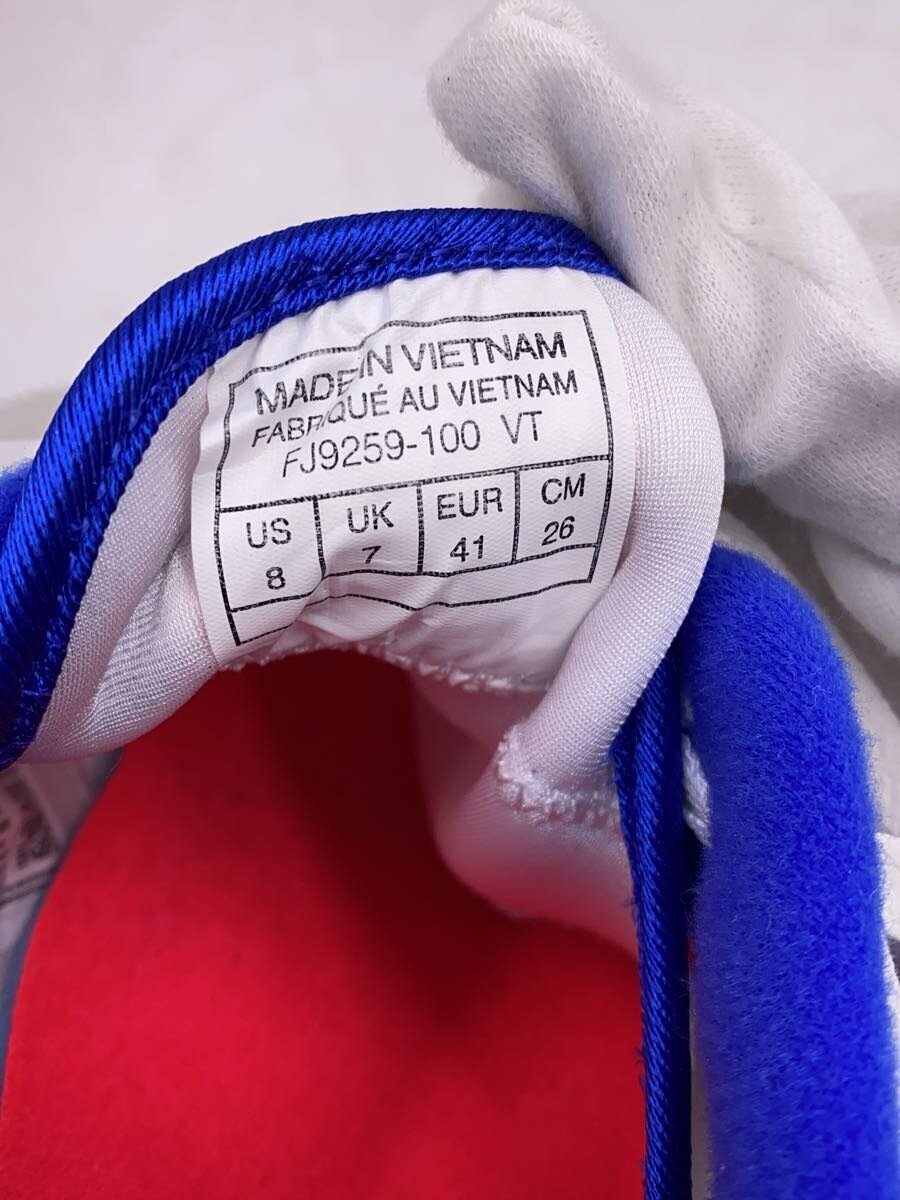 MADE IN VIETNAM
FABRIQUÉ AU VIETNAM
FJ9259-100 VT
US UK EUR CM
8 7 41 26